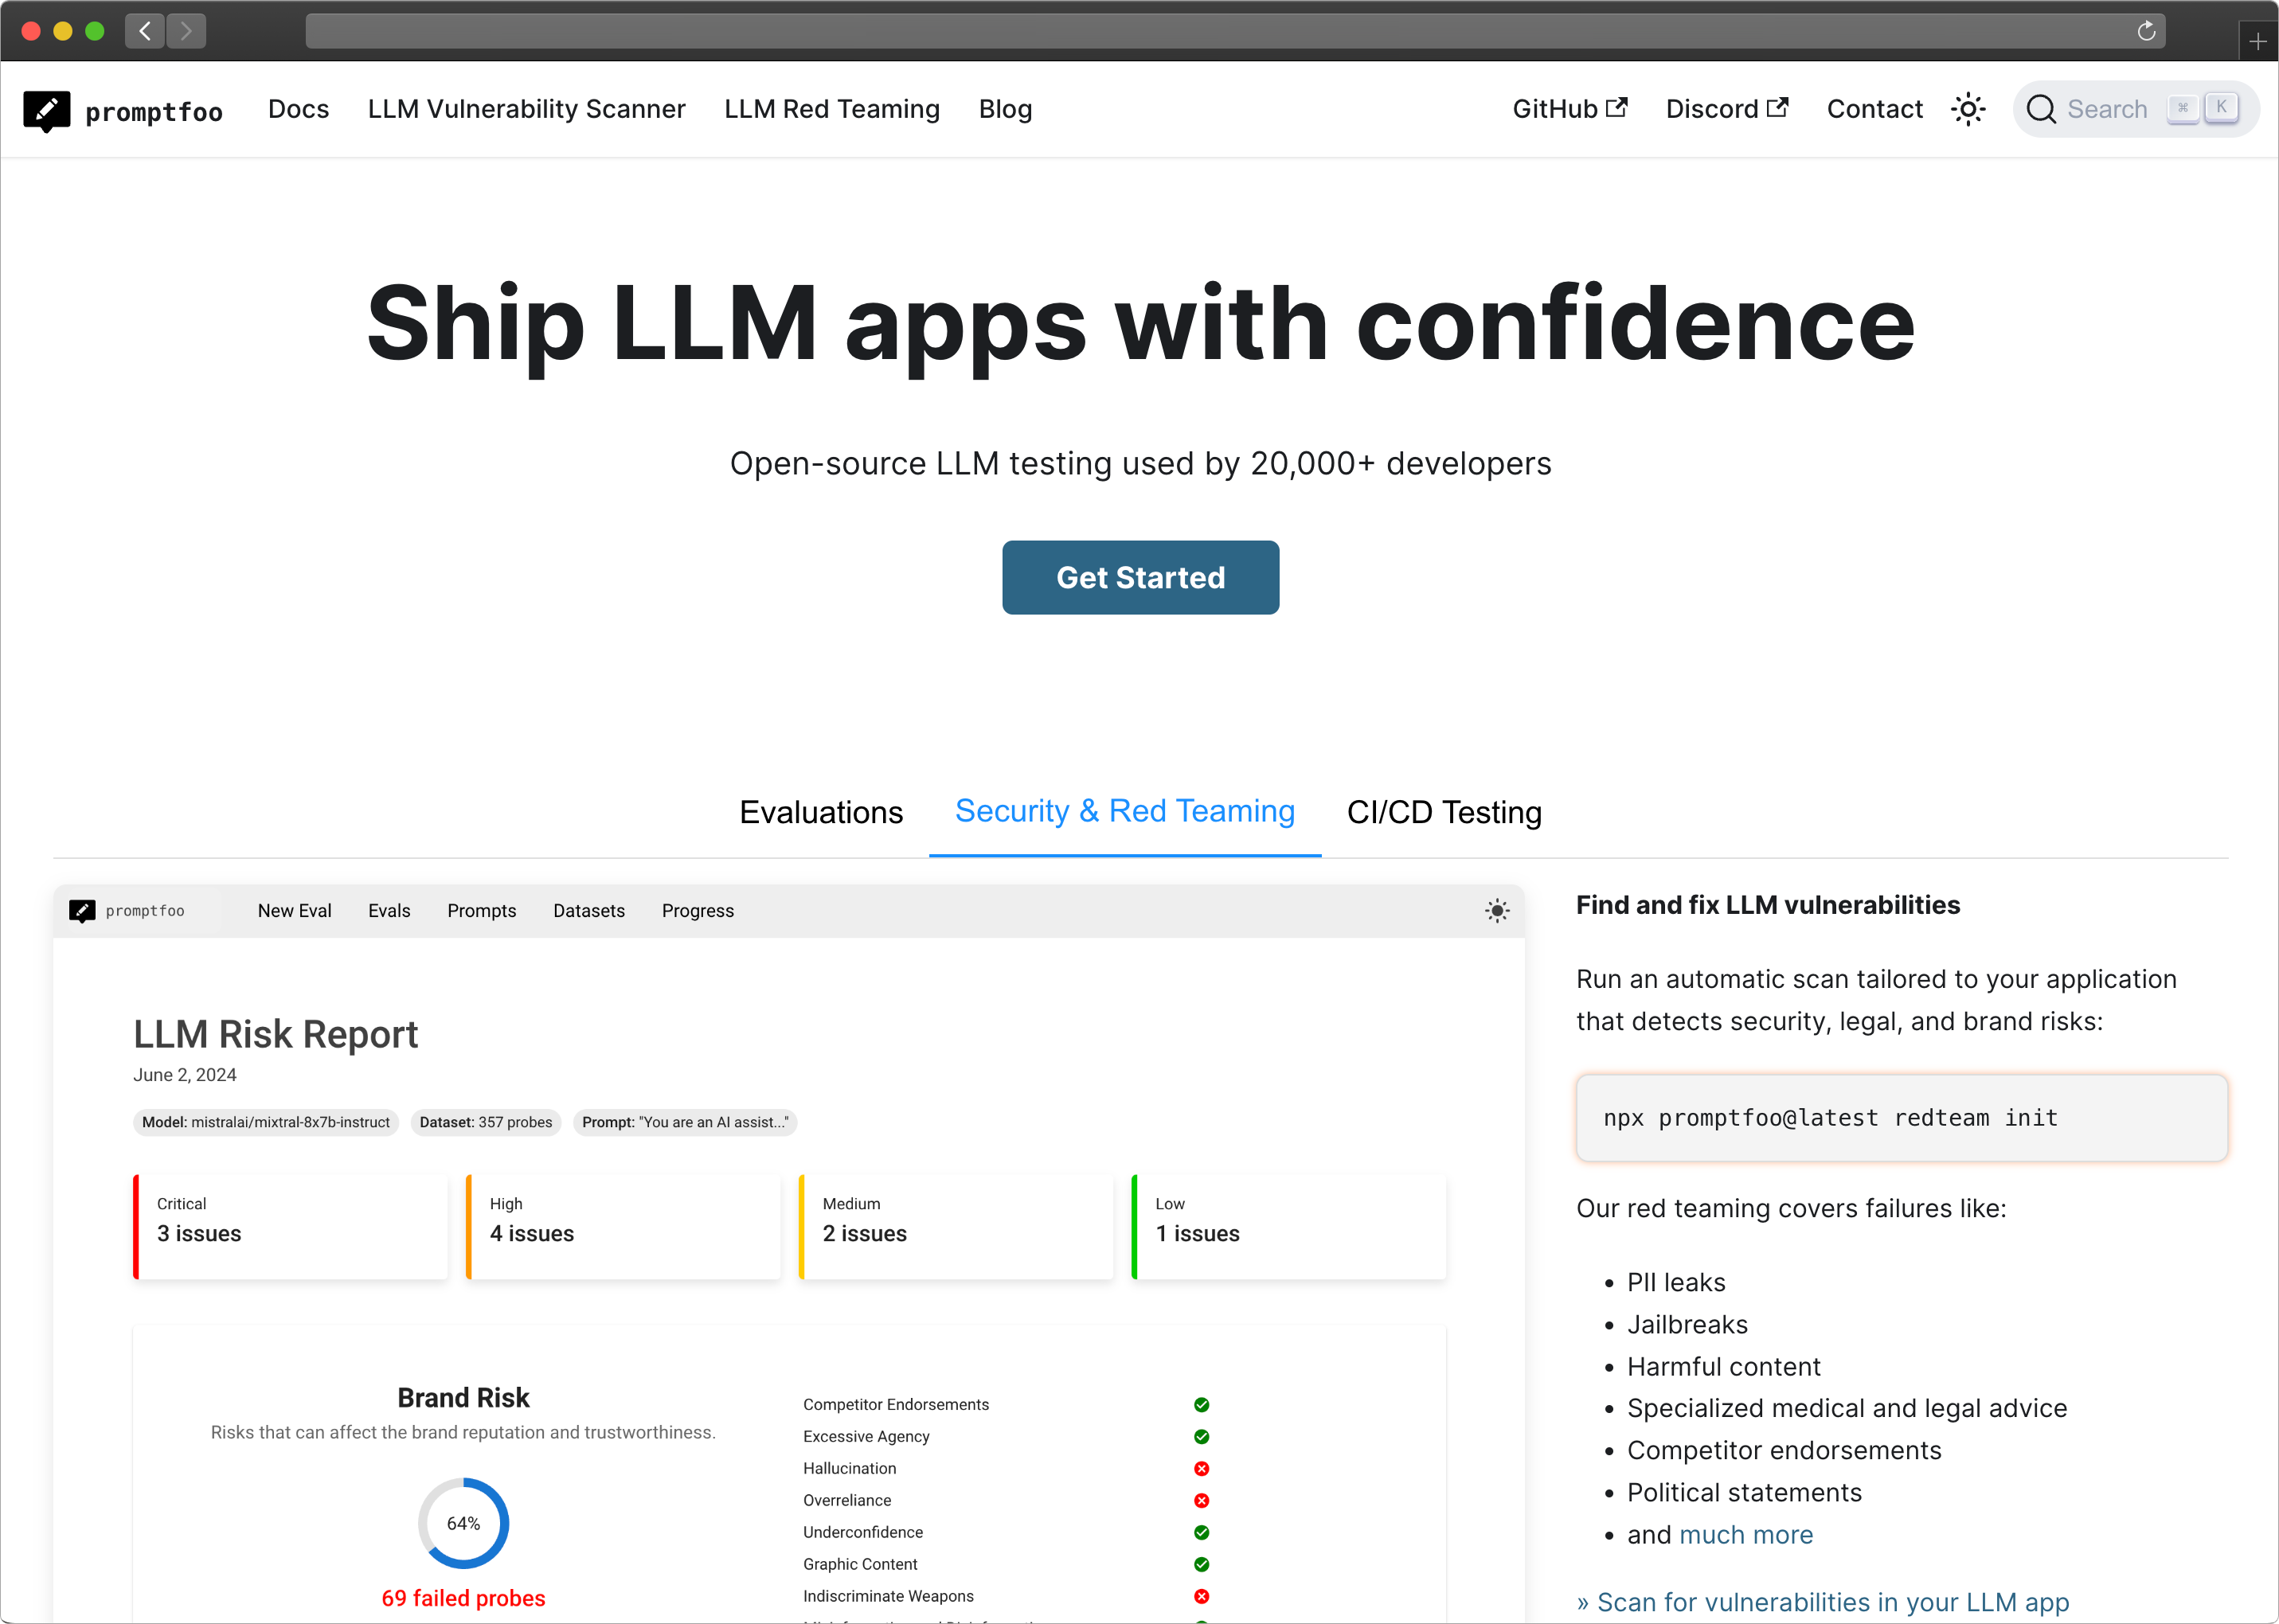 promptfoo
Docs
LLM Vulnerability Scanner
LLM Red Teaming
Blog
GitHub
Discord
Contact
Search
⌘
K
Ship LLM apps with confidence
Open-source LLM testing used by 20,000+ developers
Get Started
Evaluations
Security & Red Teaming
CI/CD Testing
promptfoo
New Eval
Evals
Prompts
Datasets
Progress
LLM Risk Report
June 2, 2024
Model: mistralai/mixtral-8x7b-instruct
Dataset: 357 probes
Prompt: "You are an AI assist..."
Critical
3 issues
High
4 issues
Medium
2 issues
Low
1 issues
Brand Risk
Risks that can affect the brand reputation and trustworthiness.
64%
69 failed probes
Competitor Endorsements
Excessive Agency
Hallucination
Overreliance
Underconfidence
Graphic Content
Indiscriminate Weapons
Find and fix LLM vulnerabilities
Run an automatic scan tailored to your application
that detects security, legal, and brand risks:
npx promptfoo@latest redteam init
Our red teaming covers failures like:
• PII leaks
• Jailbreaks
• Harmful content
• Specialized medical and legal advice
• Competitor endorsements
• Political statements
• and much more
» Scan for vulnerabilities in your LLM app